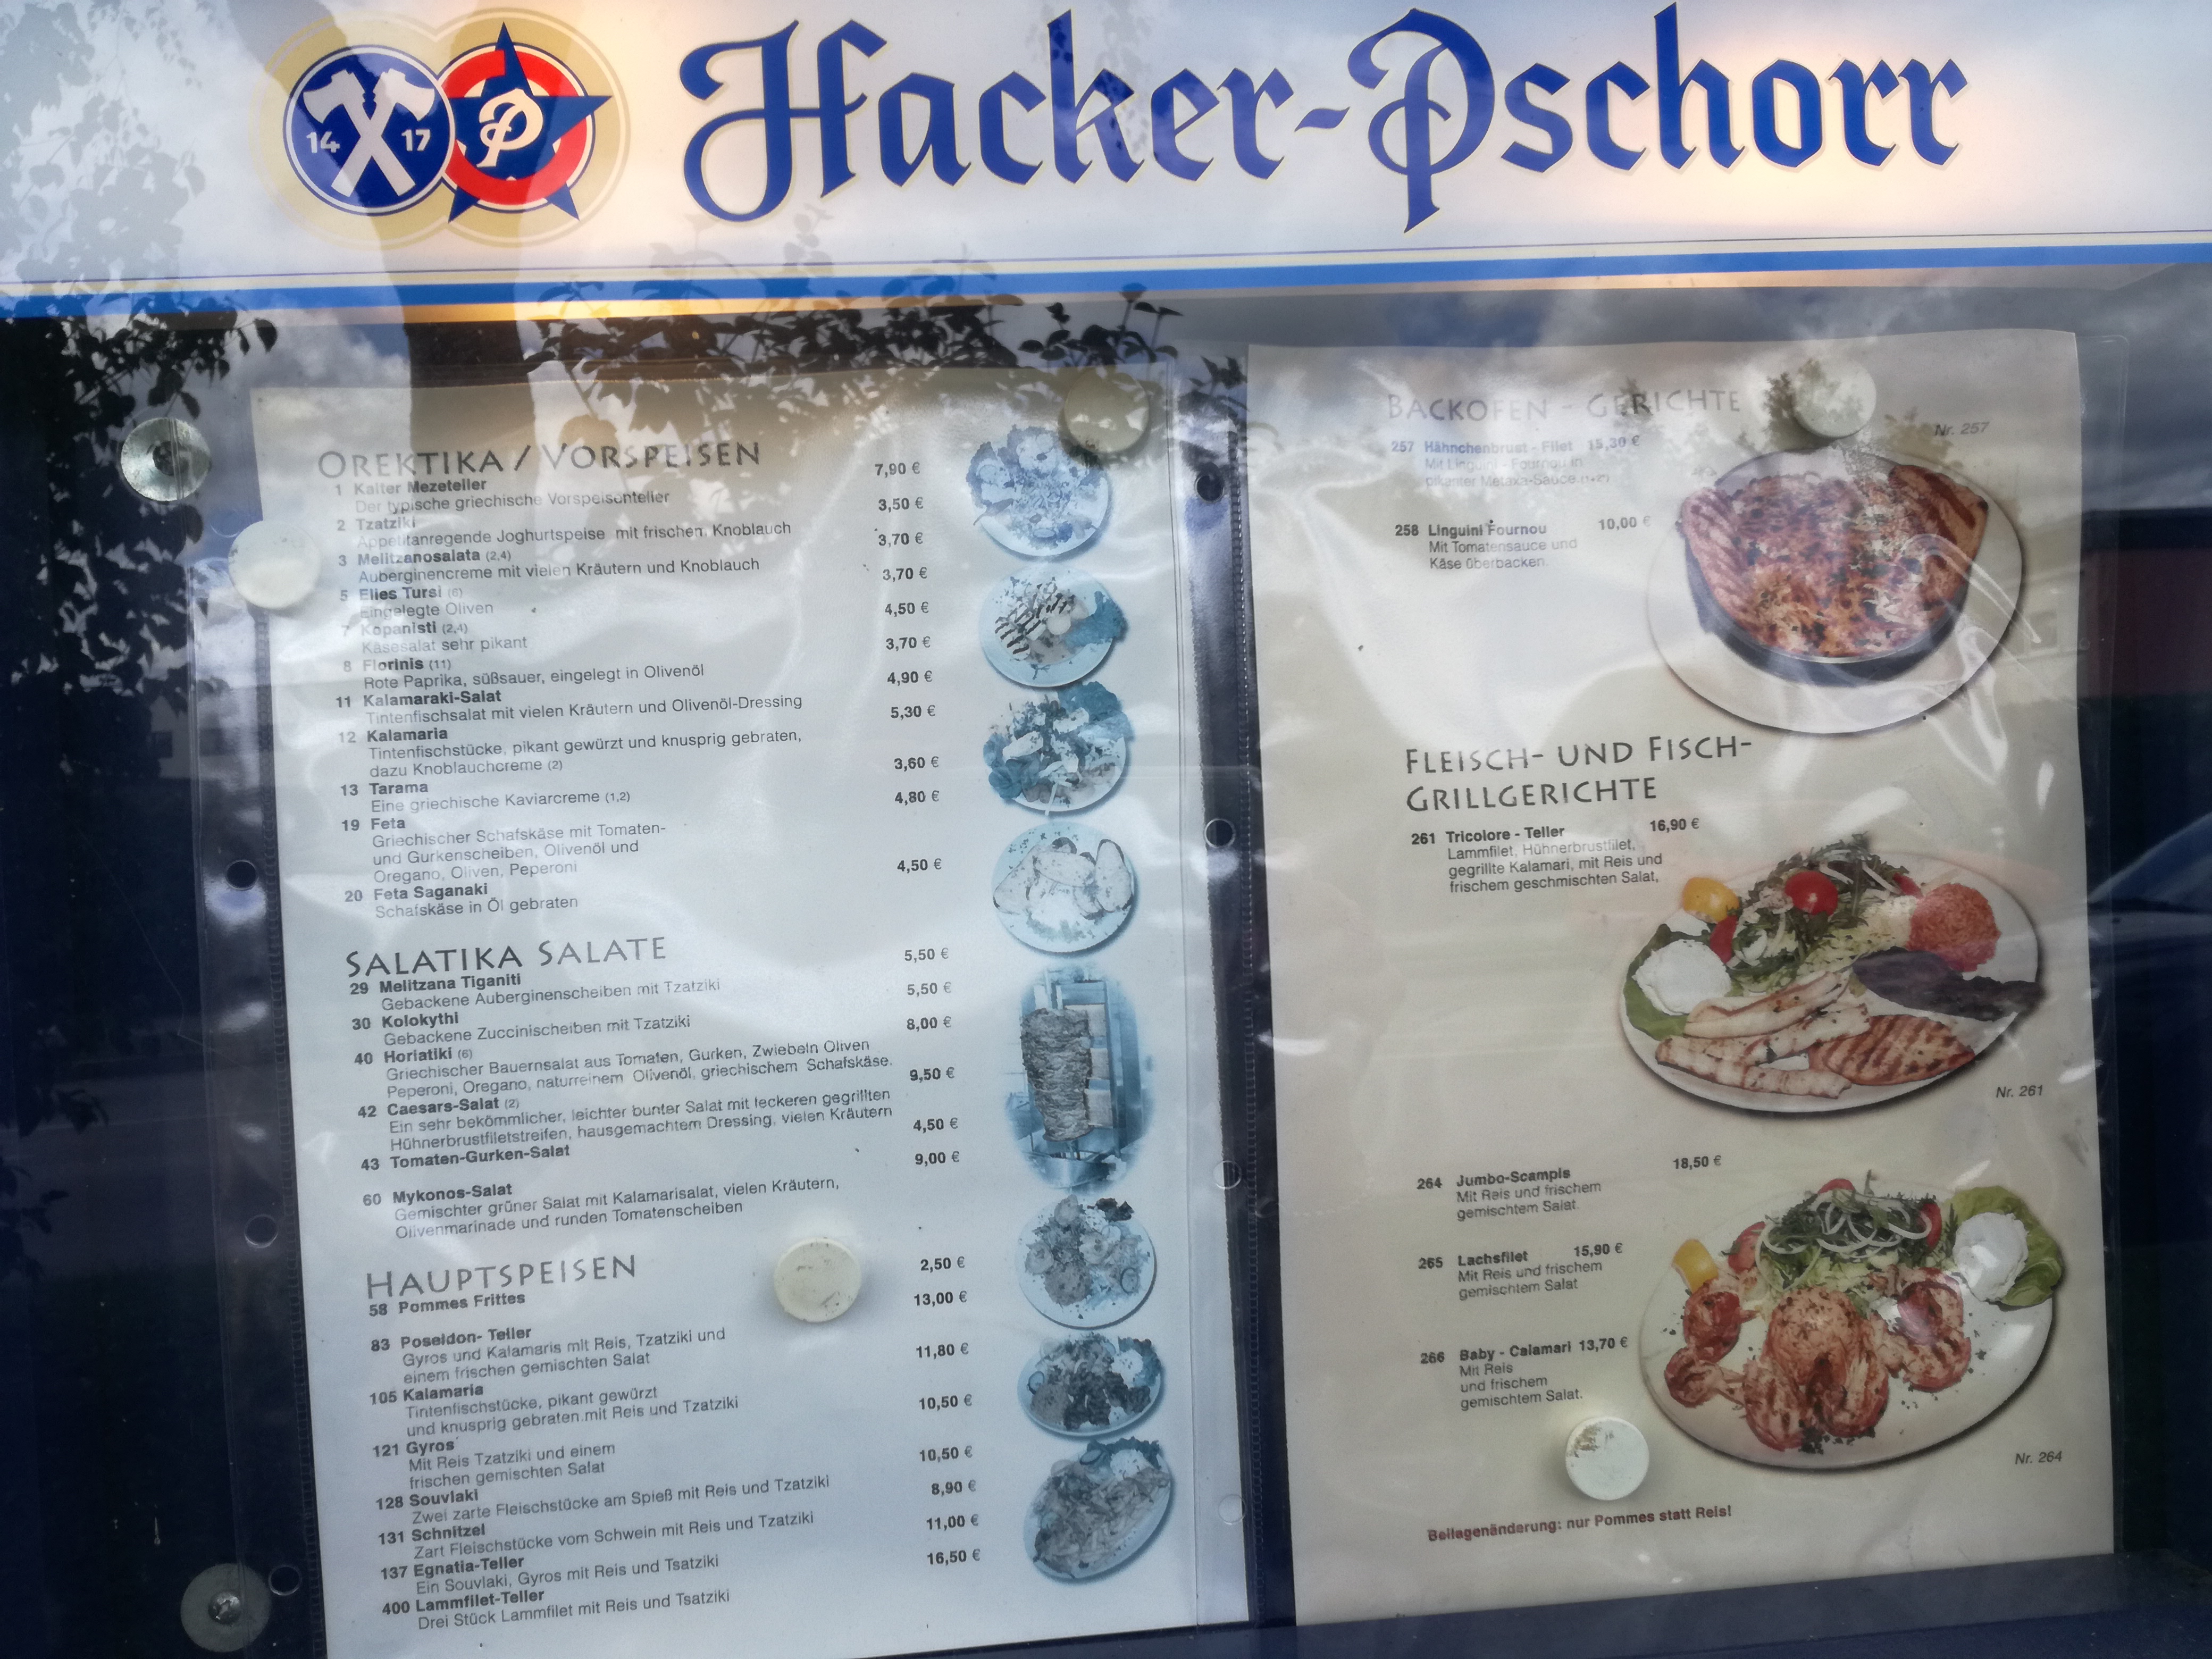 14 17 P Hacker-Pschorr
OREKTIKA / VORSPEISEN
1 Kalter Mezeteller 7,90 €
Der typische griechische Vorspeisenteller
2 Tzatziki 3,50 €
Appetitanregende Joghurtspeise mit frischen Knoblauch
3 Melitzanosalata (2,4) 3,70 €
Auberginencreme mit vielen Kräutern und Knoblauch
5 Elies Tursi (6) 3,70 €
Eingelegte Oliven
7 Kopanisti (2,4) 4,50 €
Käsesalat sehr pikant
8 Florinis (11) 3,70 €
Rote Paprika, süßsauer, eingelegt in Olivenöl
11 Kalamaraki-Salat 4,90 €
Tintenfischsalat mit vielen Kräutern und Olivenöl-Dressing
12 Kalamaria 5,30 €
Tintenfischstücke, pikant gewürzt und knusprig gebraten,
dazu Knoblauchcreme (2)
13 Tarama 3,60 €
Eine griechische Kaviarcreme (1,2)
19 Feta 4,80 €
Griechischer Schafskäse mit Tomaten-
und Gurkenscheiben, Olivenöl und
Oregano, Oliven, Peperoni
20 Feta Saganaki 4,50 €
Schafskäse in Öl gebraten
SALATIKA SALATE
29 Melitzana Tiganiti 5,50 €
Gebackene Auberginenscheiben mit Tzatziki
30 Kolokythi 5,50 €
Gebackene Zuccinischeiben mit Tzatziki
40 Horiatiki (6) 8,00 €
Griechischer Bauernsalat aus Tomaten, Gurken, Zwiebeln Oliven
Peperoni, Oregano, naturreinem Olivenöl, griechischem Schafskäse.
42 Caesars-Salat (2) 9,50 €
Ein sehr bekömmlicher, leichter bunter Salat mit leckeren gegrillten
Hühnerbrustfiletstreifen, hausgemachtem Dressing, vielen Kräutern
43 Tomaten-Gurken-Salat 4,50 €
60 Mykonos-Salat 9,00 €
Gemischter grüner Salat mit Kalamarisalat, vielen Kräutern,
Olivenmarinade und runden Tomatenscheiben
HAUPTSPEISEN
58 Pommes Frittes 2,50 €
83 Poseidon- Teller 13,00 €
Gyros und Kalamaris mit Reis, Tzatziki und
einem frischen gemischten Salat
105 Kalamaria 11,80 €
Tintenfischstücke, pikant gewürzt
und knusprig gebraten.mit Reis und Tzatziki
121 Gyros 10,50 €
Mit Reis Tzatziki und einem
frischen gemischten Salat
128 Souvlaki 10,50 €
Zwei zarte Fleischstücke am Spieß mit Reis und Tzatziki
131 Schnitzel 8,90 €
Zart Fleischstücke vom Schwein mit Reis und Tzatziki
137 Egnatia-Teller 11,00 €
Ein Souvlaki, Gyros mit Reis und Tsatziki
400 Lammfilet-Teller 16,50 €
Drei Stück Lammfilet mit Reis und Tsatziki
BACKOFEN - GERICHTE
Nr. 257
257 Hähnchenbrust - Filet 15,30 €
Mit Linguini - Fournou in
pikanter Metaxa-Sauce
258 Linguini Fournou 10,00 €
Mit Tomatensauce und
Käse überbacken.
FLEISCH- UND FISCH-
GRILLGERICHTE
261 Tricolore - Teller 16,90 €
Lammfilet, Hühnerbrustfilet,
gegrillte Kalamari, mit Reis und
frischem geschmischten Salat,
Nr. 261
264 Jumbo-Scampis 18,50 €
Mit Reis und frischem
gemischtem Salat.
265 Lachsfilet 15,90 €
Mit Reis und frischem
gemischtem Salat
266 Baby - Calamari 13,70 €
Mit Reis
und frischem
gemischtem Salat.
Nr. 264
Beilagenänderung: nur Pommes statt Reis!